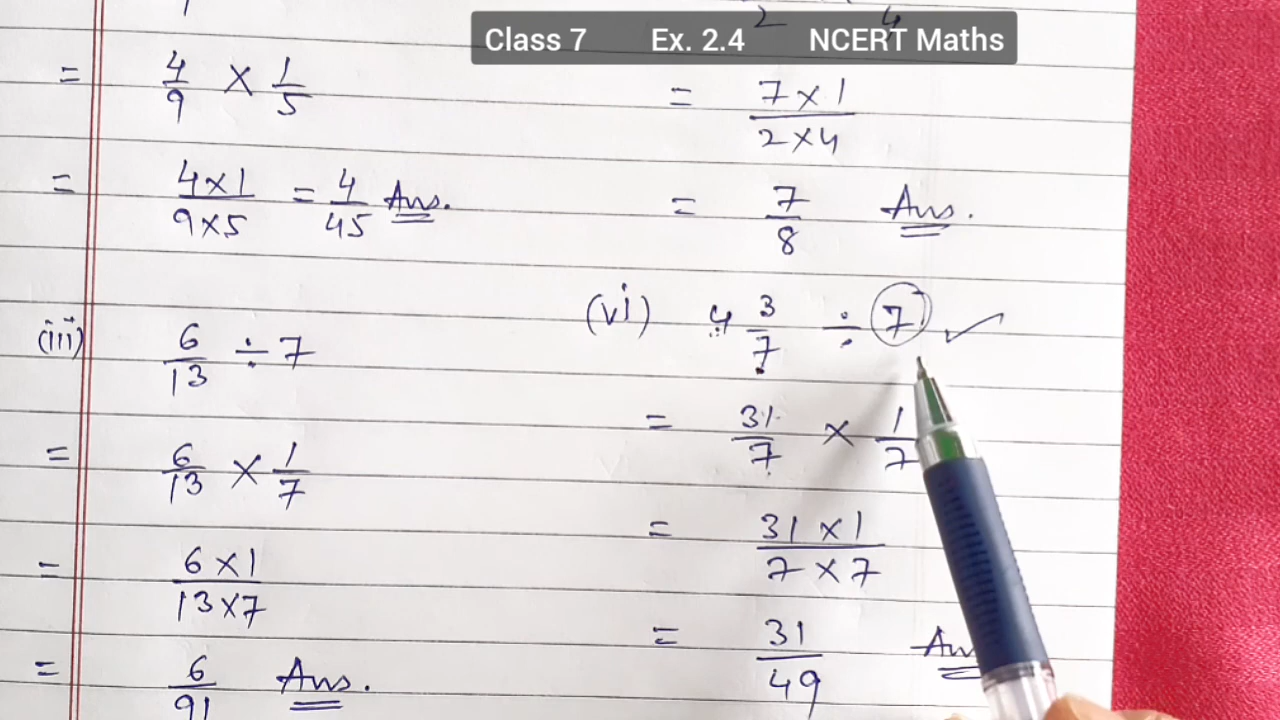 Class 7 Ex. 2.4 NCERT Maths
= 4/9 × 1/5
= 4×1/9×5 = 4/45 Ans.
(iii) 6/13 ÷ 7
= 6/13 × 1/7
= 6×1/13×7
= 6/91 Ans.
2 4
= 7×1/2×4
= 7/8 Ans.
(vi) 4 3/7 ÷ 7 ✓
= 31/7 × 1/7
= 31×1/7×7
= 31/49